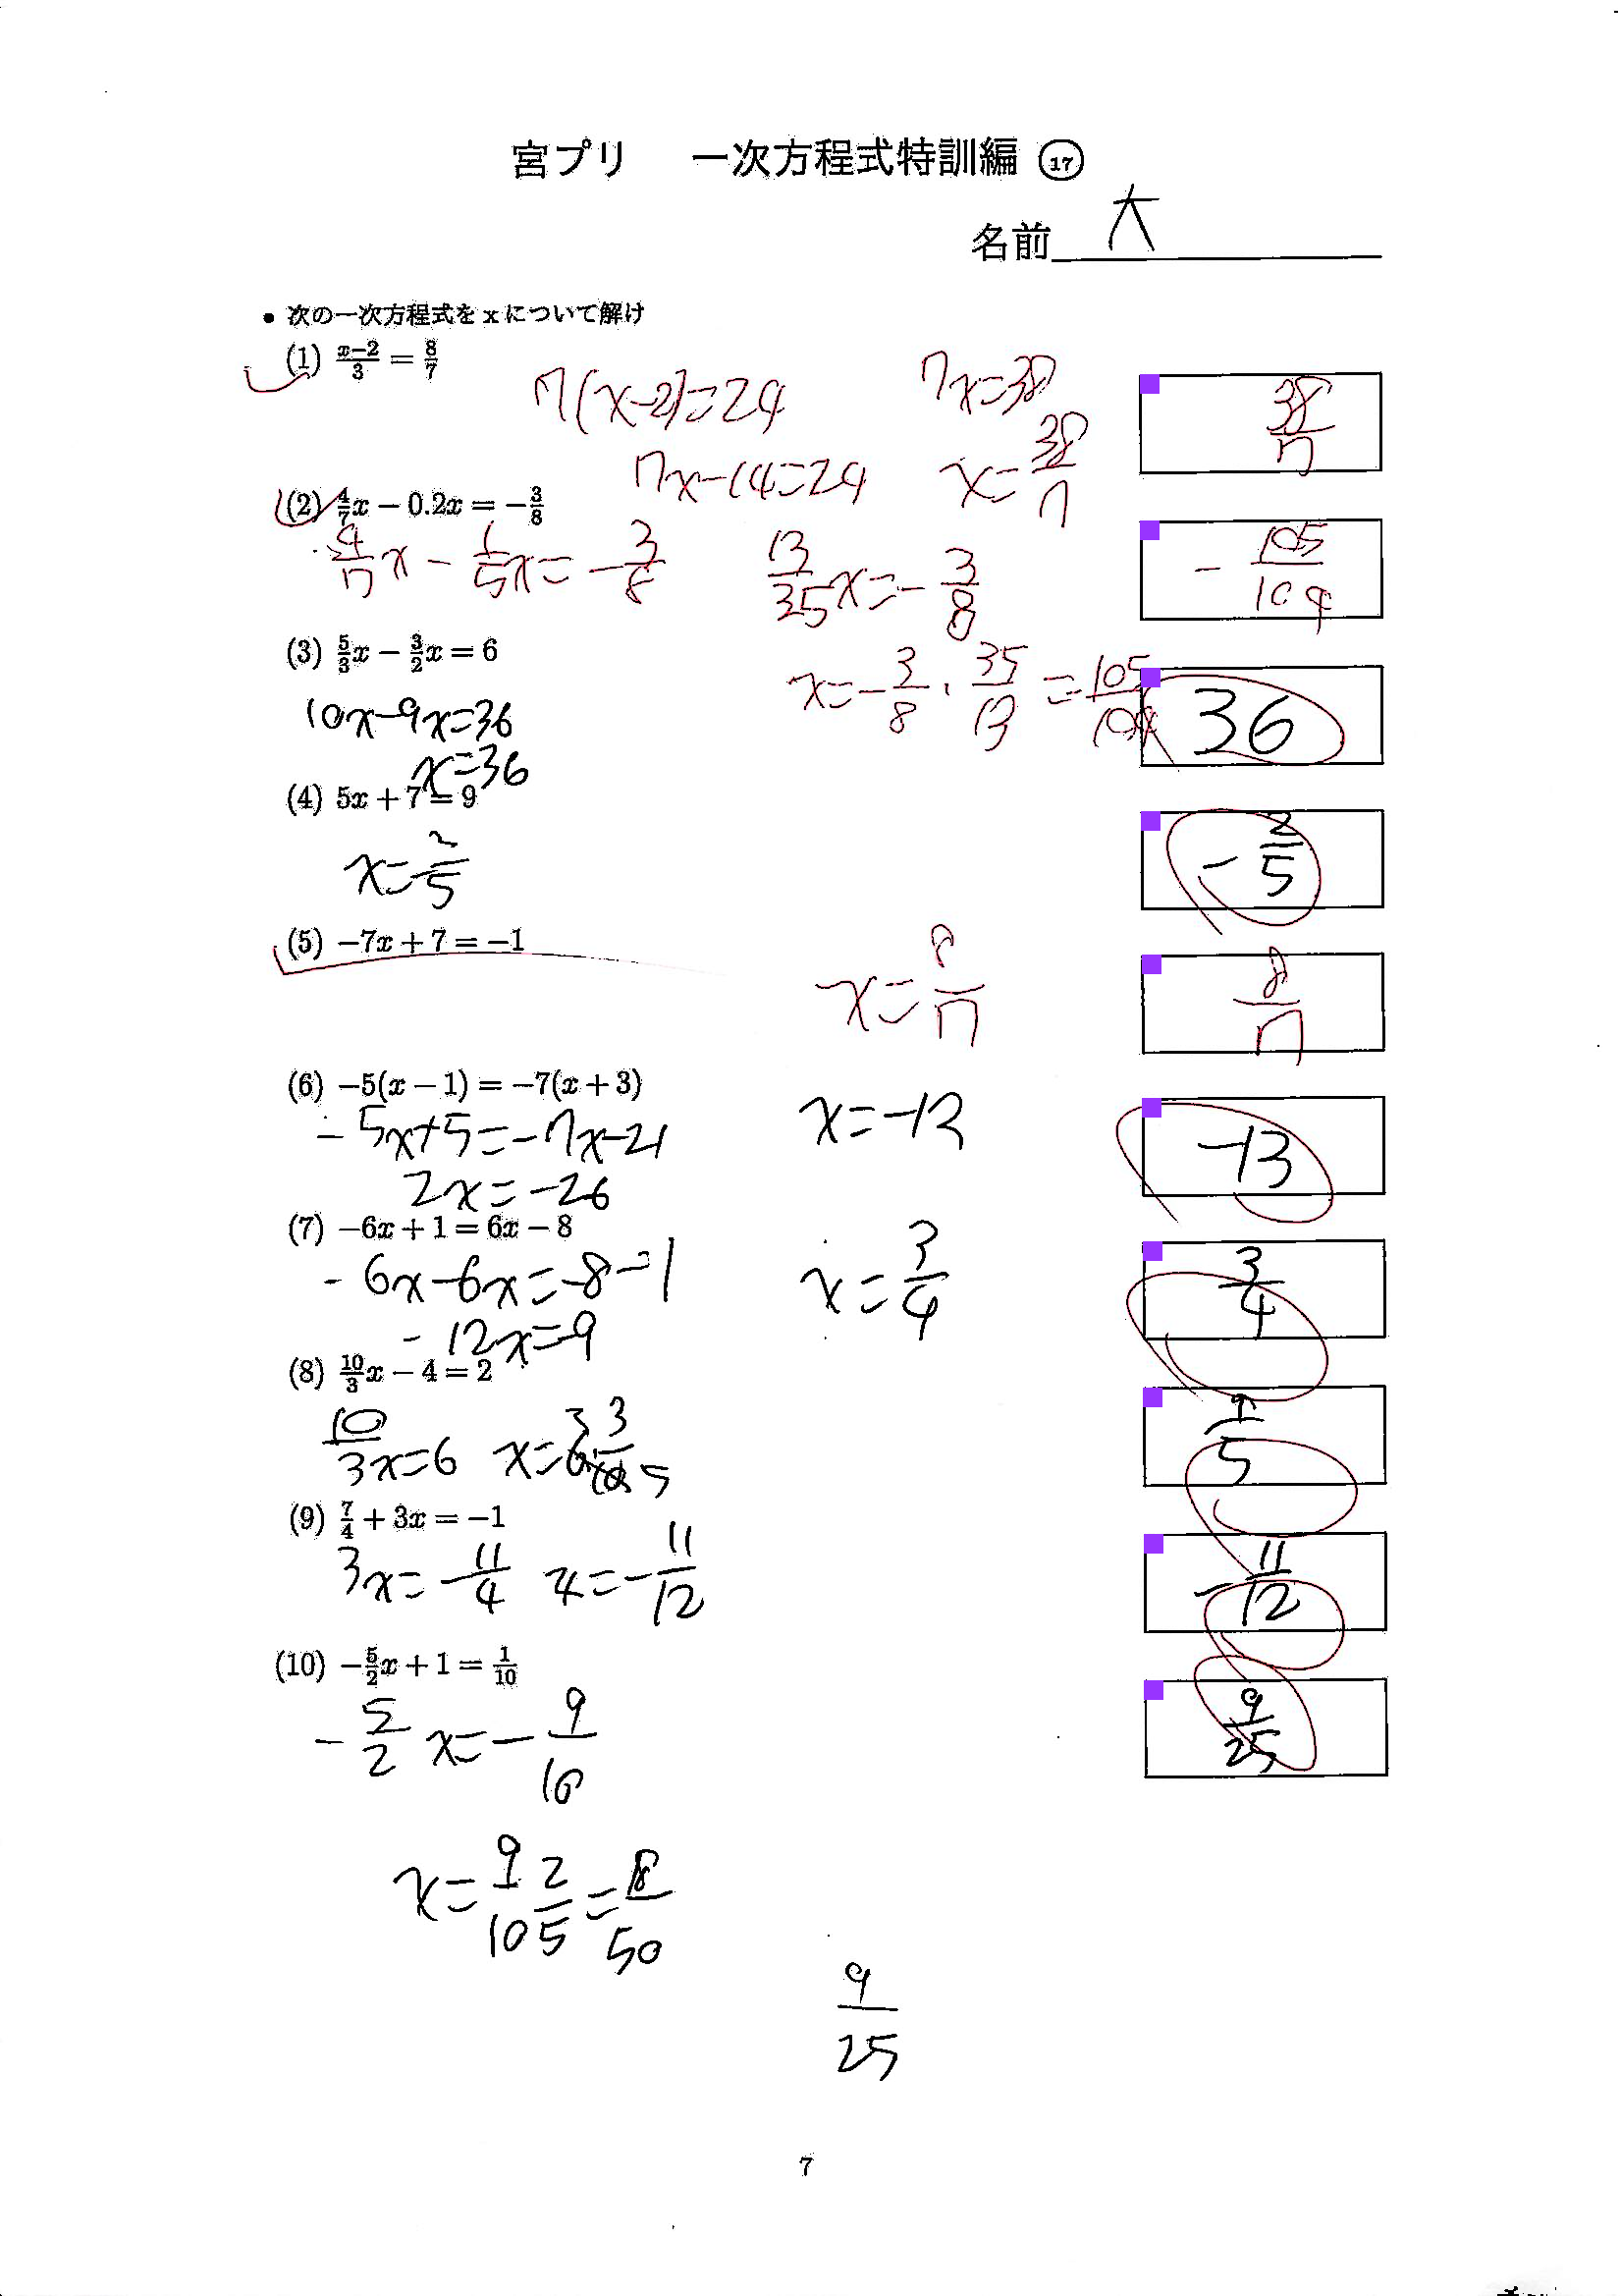 宮プリ 一次方程式特訓編 ⑰
名前 大
• 次の一次方程式を x について解け
(1) \frac{x-2}{3} = \frac{8}{7}
7(x-2)=24
7x-14=24
7x=38
x=\frac{38}{7}
\frac{38}{7}
(2) \frac{4}{7}x - 0.2x = -\frac{3}{8}
\frac{4}{7}x - \frac{1}{5}x = -\frac{3}{8}
\frac{13}{35}x = -\frac{3}{8}
x = -\frac{3}{8} · \frac{35}{13} = -\frac{105}{104}
-\frac{105}{104}
(3) \frac{5}{3}x - \frac{3}{2}x = 6
10x-9x=36
x=36
36
(4) 5x + 7 = 9
x=\frac{2}{5}
-\frac{2}{5}
(5) -7x + 7 = -1
x=\frac{8}{7}
\frac{8}{7}
(6) -5(x - 1) = -7(x + 3)
-5x+5=-7x-21
2x=-26
x=-13
-13
(7) -6x + 1 = 6x - 8
-6x-6x=-8-1
-12x=-9
x=\frac{3}{4}
\frac{3}{4}
(8) \frac{10}{3}x - 4 = 2
\frac{10}{3}x=6
\frac{9}{5}
(9) \frac{7}{4} + 3x = -1
3x=-\frac{11}{4} x=-\frac{11}{12}
-\frac{11}{12}
(10) -\frac{5}{2}x + 1 = \frac{1}{10}
-\frac{5}{2}x=-\frac{9}{10}
x=\frac{9}{10}\frac{2}{5}=\frac{18}{50}
\frac{9}{25}
\frac{9}{25}
7